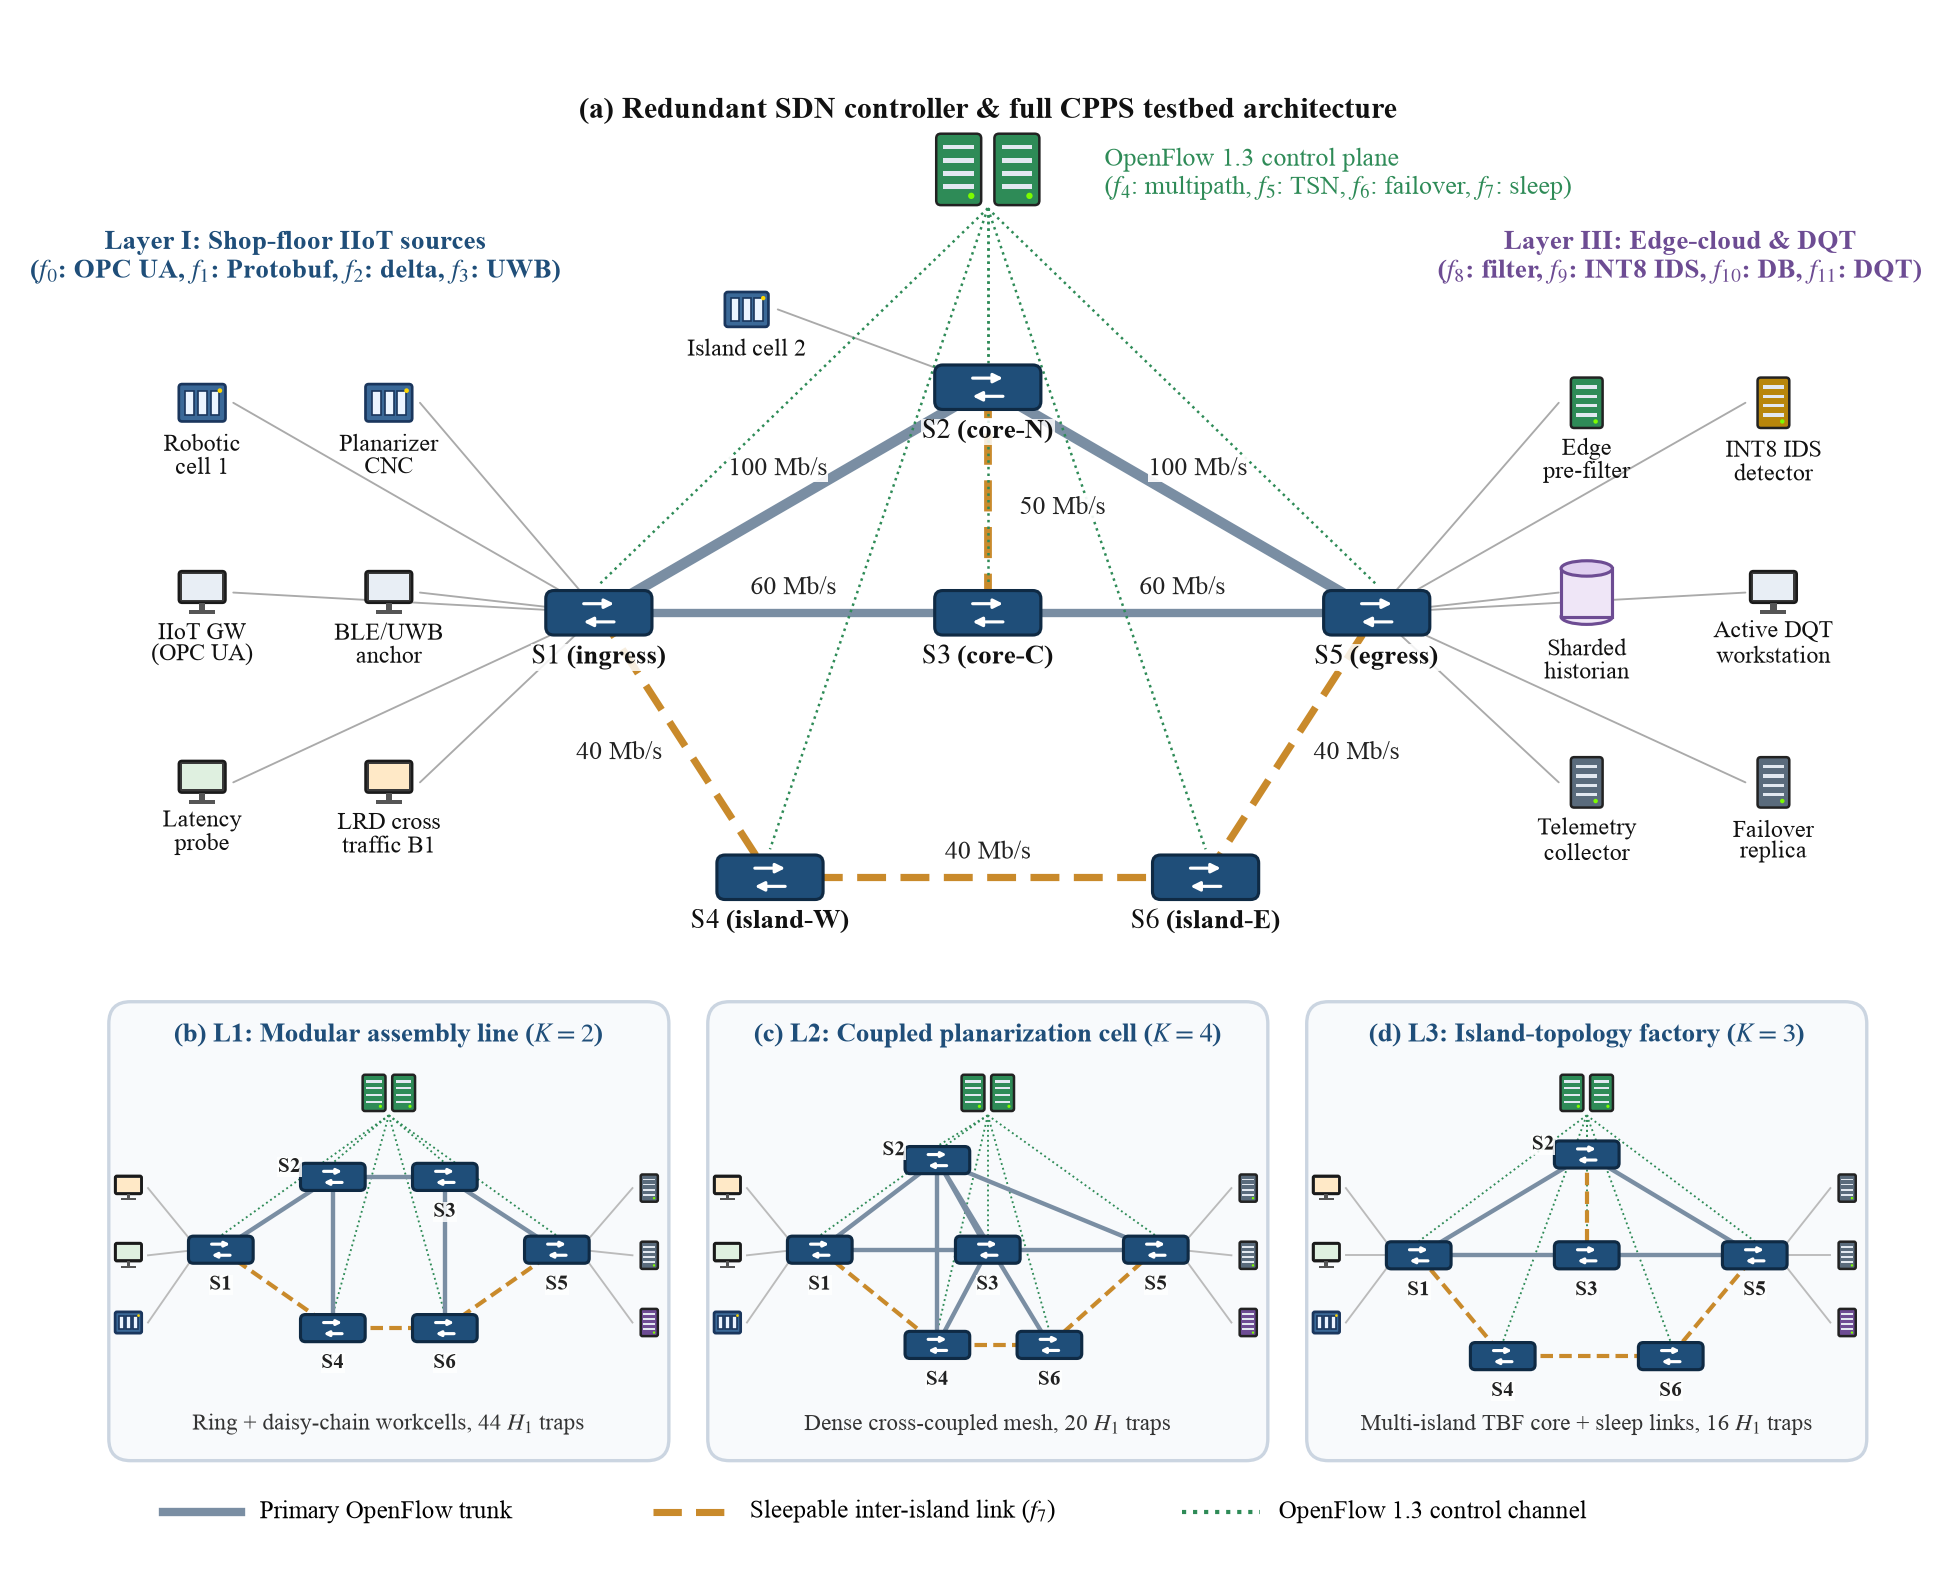 (a) Redundant SDN controller & full CPPS testbed architecture
OpenFlow 1.3 control plane
(f₄: multipath, f₅: TSN, f₆: failover, f₇: sleep)
Layer I: Shop-floor IIoT sources
(f₀: OPC UA, f₁: Protobuf, f₂: delta, f₃: UWB)
Layer III: Edge-cloud & DQT
(f₈: filter, f₉: INT8 IDS, f₁₀: DB, f₁₁: DQT)
Island cell 2
Robotic
cell 1
Planarizer
CNC
IIoT GW
(OPC UA)
BLE/UWB
anchor
Latency
probe
LRD cross
traffic B1
S2 (core-N)
100 Mb/s
100 Mb/s
50 Mb/s
60 Mb/s
60 Mb/s
S1 (ingress)
S3 (core-C)
S5 (egress)
40 Mb/s
40 Mb/s
40 Mb/s
S4 (island-W)
S6 (island-E)
Edge
pre-filter
INT8 IDS
detector
Sharded
historian
Active DQT
workstation
Telemetry
collector
Failover
replica
(b) L1: Modular assembly line (K = 2)
S2
S3
S1
S5
S4
S6
Ring + daisy-chain workcells, 44 H₁ traps
(c) L2: Coupled planarization cell (K = 4)
S2
S1
S3
S5
S4
S6
Dense cross-coupled mesh, 20 H₁ traps
(d) L3: Island-topology factory (K = 3)
S2
S1
S3
S5
S4
S6
Multi-island TBF core + sleep links, 16 H₁ traps
Primary OpenFlow trunk
Sleepable inter-island link (f₇)
OpenFlow 1.3 control channel